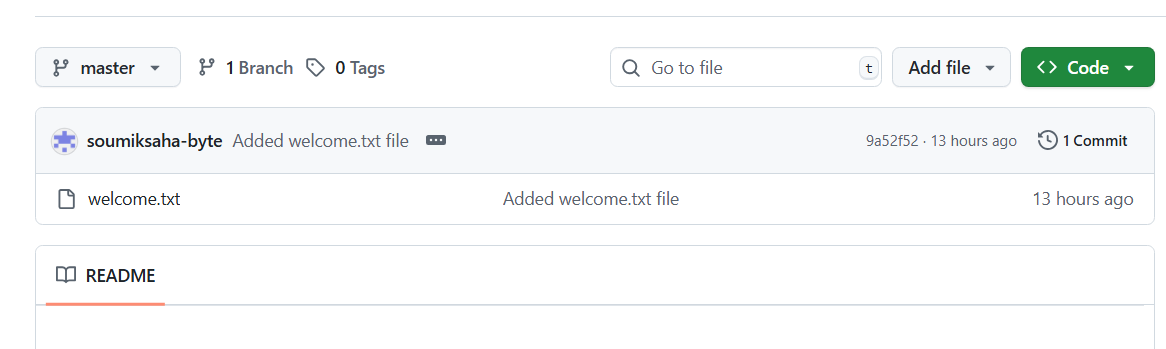 master 1 Branch 0 Tags Go to file t Add file Code
soumiksaha-byte Added welcome.txt file 9a52f52 · 13 hours ago 1 Commit
welcome.txt Added welcome.txt file 13 hours ago
README